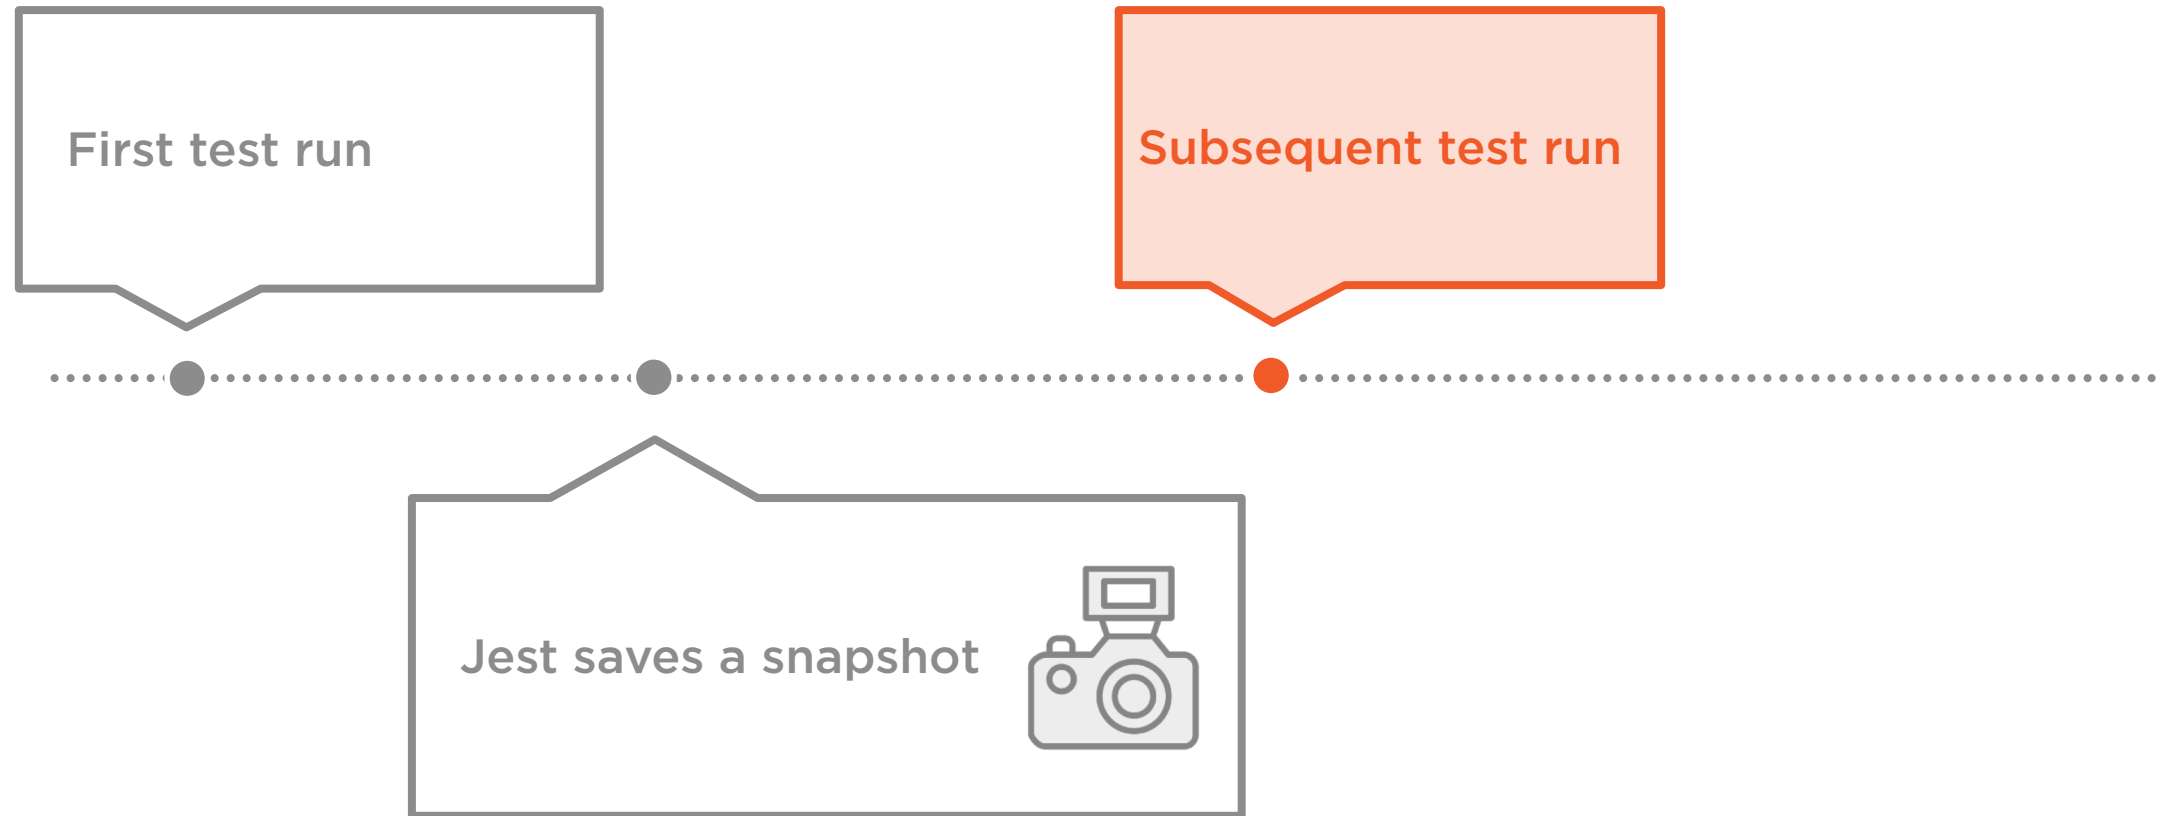 First test run
Subsequent test run
Jest saves a snapshot